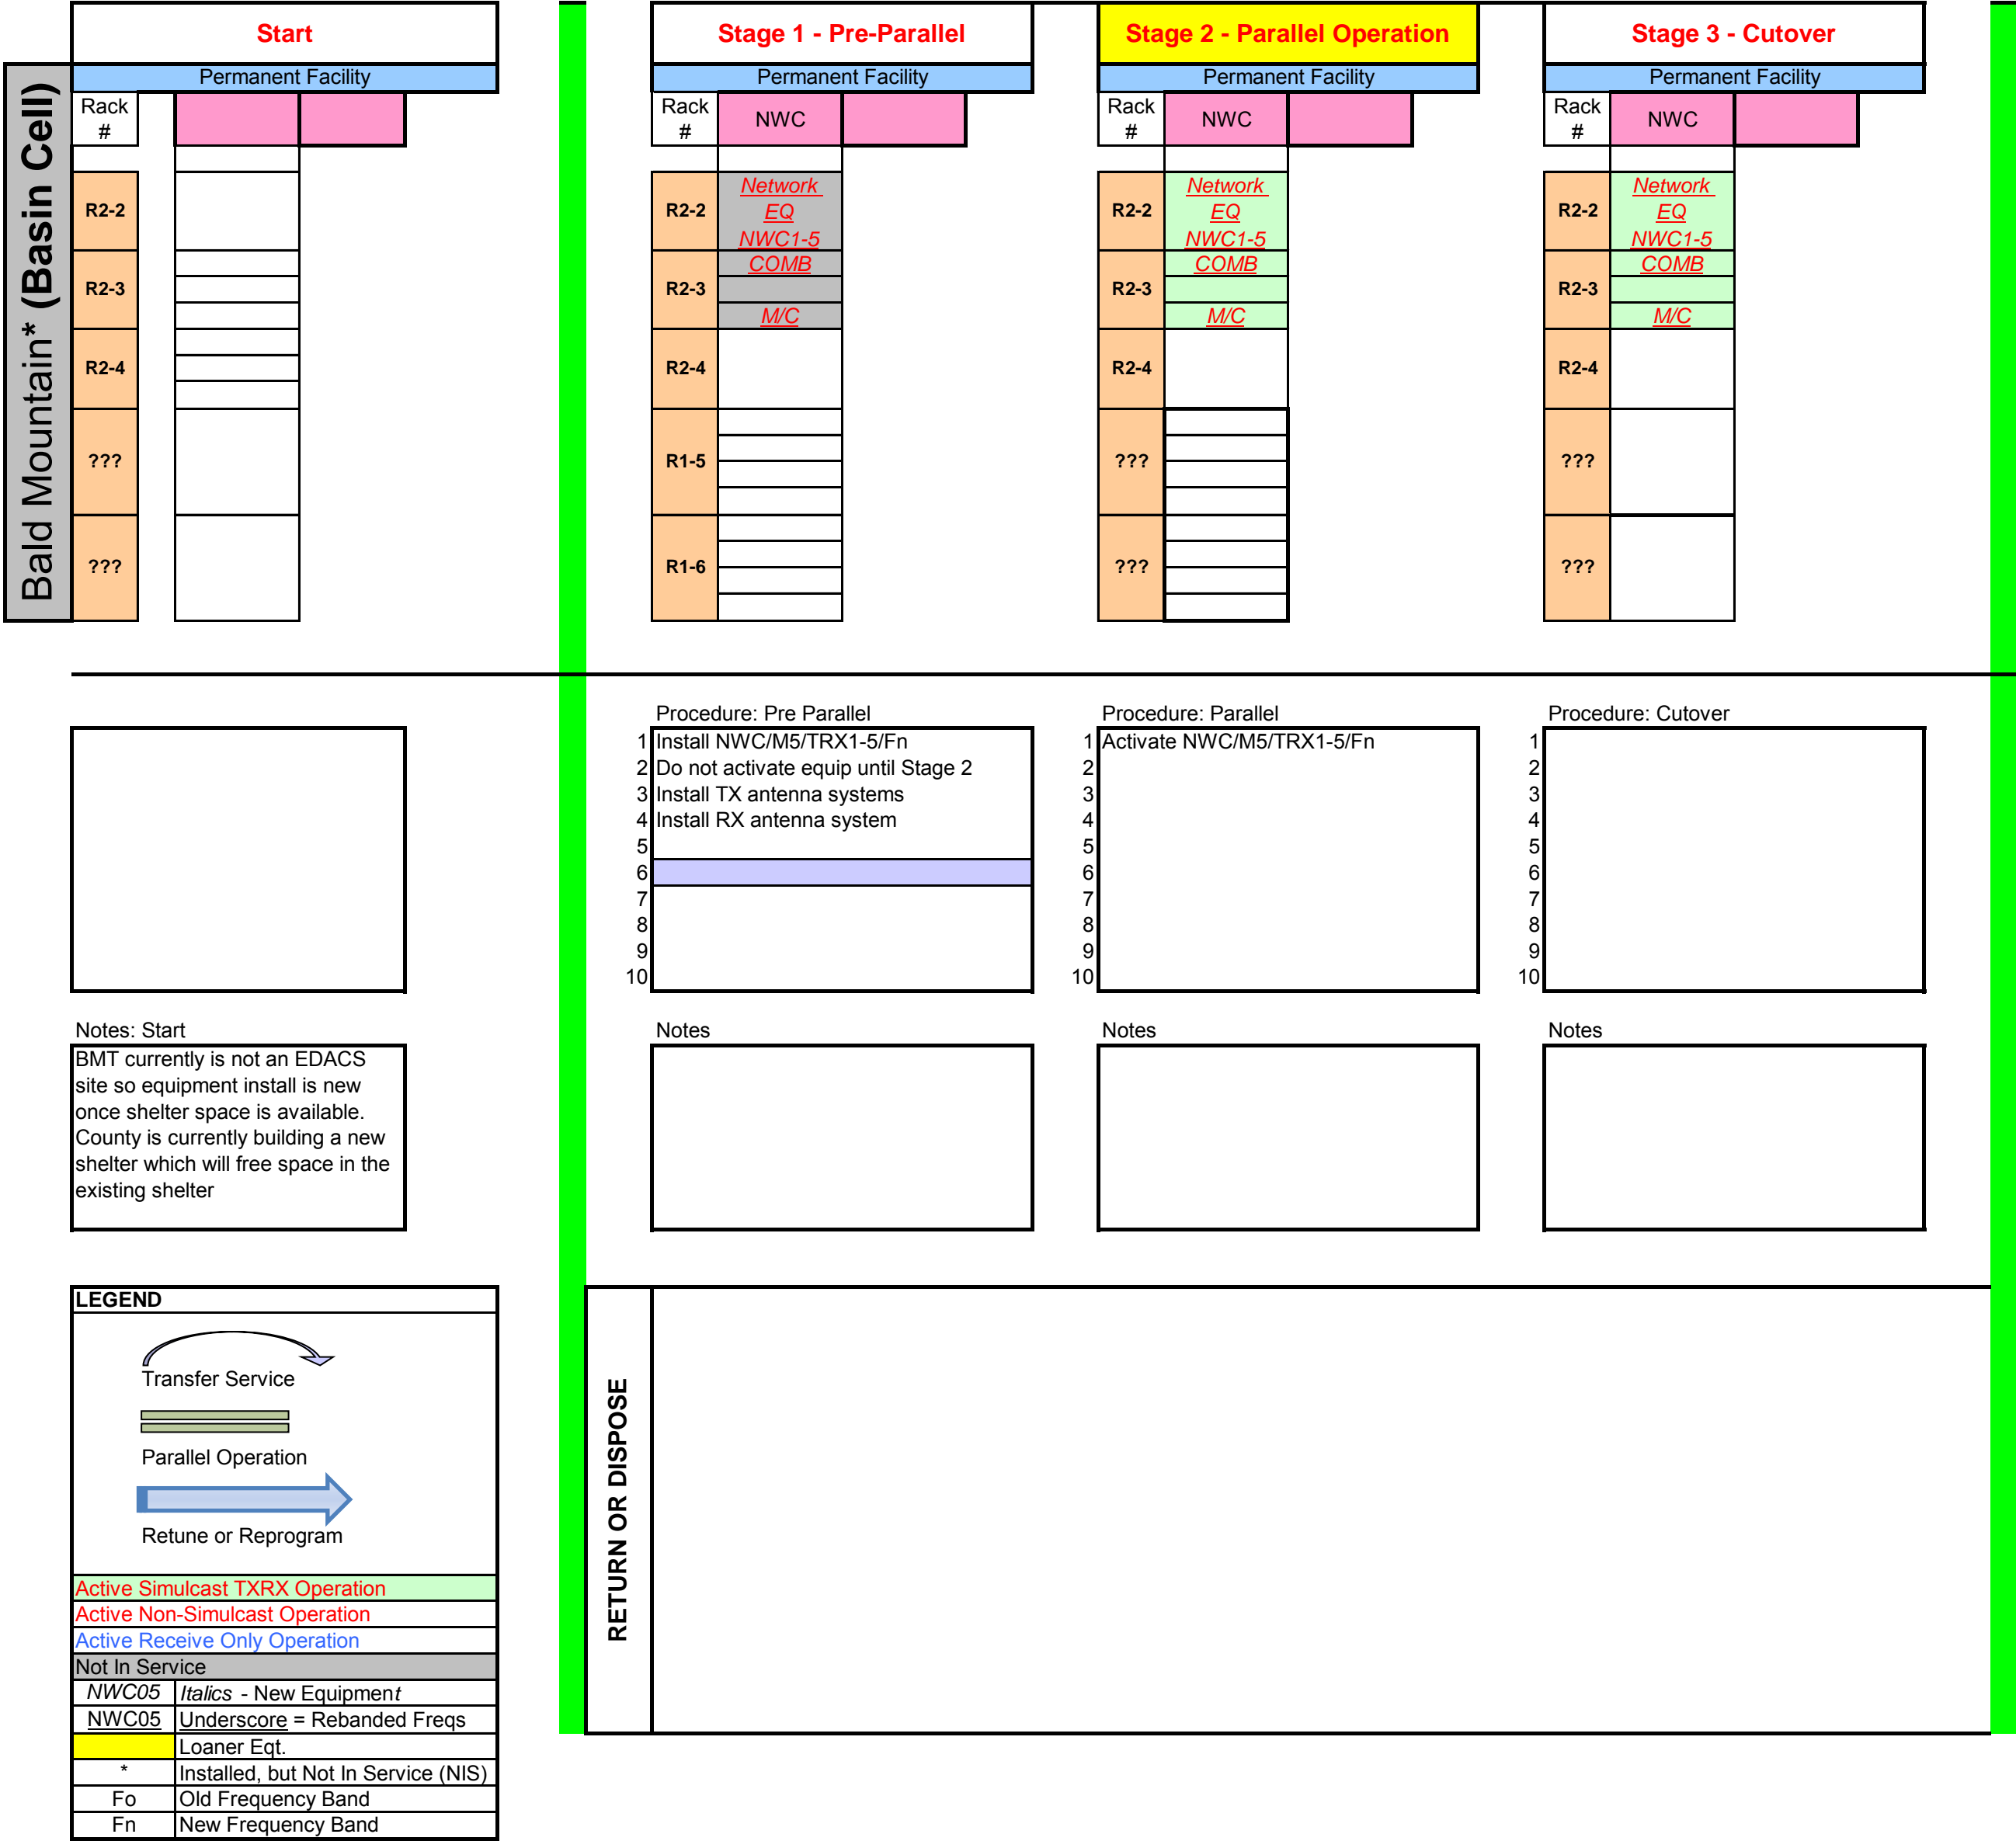 Start
Stage 1 - Pre-Parallel
Stage 2 - Parallel Operation
Stage 3 - Cutover
Bald Mountain* (Basin Cell)
Permanent Facility
Permanent Facility
Permanent Facility
Permanent Facility
Rack
#
Rack
#
NWC
Rack
#
NWC
Rack
#
NWC
R2-2
R2-3
R2-4
???
???
R2-2
Network
EQ
NWC1-5
R2-3
COMB
M/C
R2-4
R1-5
R1-6
R2-2
Network
EQ
NWC1-5
R2-3
COMB
M/C
R2-4
???
???
R2-2
Network
EQ
NWC1-5
R2-3
COMB
M/C
R2-4
???
???
Procedure: Pre Parallel
1 Install NWC/M5/TRX1-5/Fn
2 Do not activate equip until Stage 2
3 Install TX antenna systems
4 Install RX antenna system
5
6
7
8
9
10
Procedure: Parallel
1 Activate NWC/M5/TRX1-5/Fn
2
3
4
5
6
7
8
9
10
Procedure: Cutover
1
2
3
4
5
6
7
8
9
10
Notes: Start
BMT currently is not an EDACS
site so equipment install is new
once shelter space is available.
County is currently building a new
shelter which will free space in the
existing shelter
Notes
Notes
Notes
LEGEND
Transfer Service
Parallel Operation
Retune or Reprogram
Active Simulcast TXRX Operation
Active Non-Simulcast Operation
Active Receive Only Operation
Not In Service
NWC05 Italics - New Equipment
NWC05 Underscore = Rebanded Freqs
Loaner Eqt.
* Installed, but Not In Service (NIS)
Fo Old Frequency Band
Fn New Frequency Band
RETURN OR DISPOSE